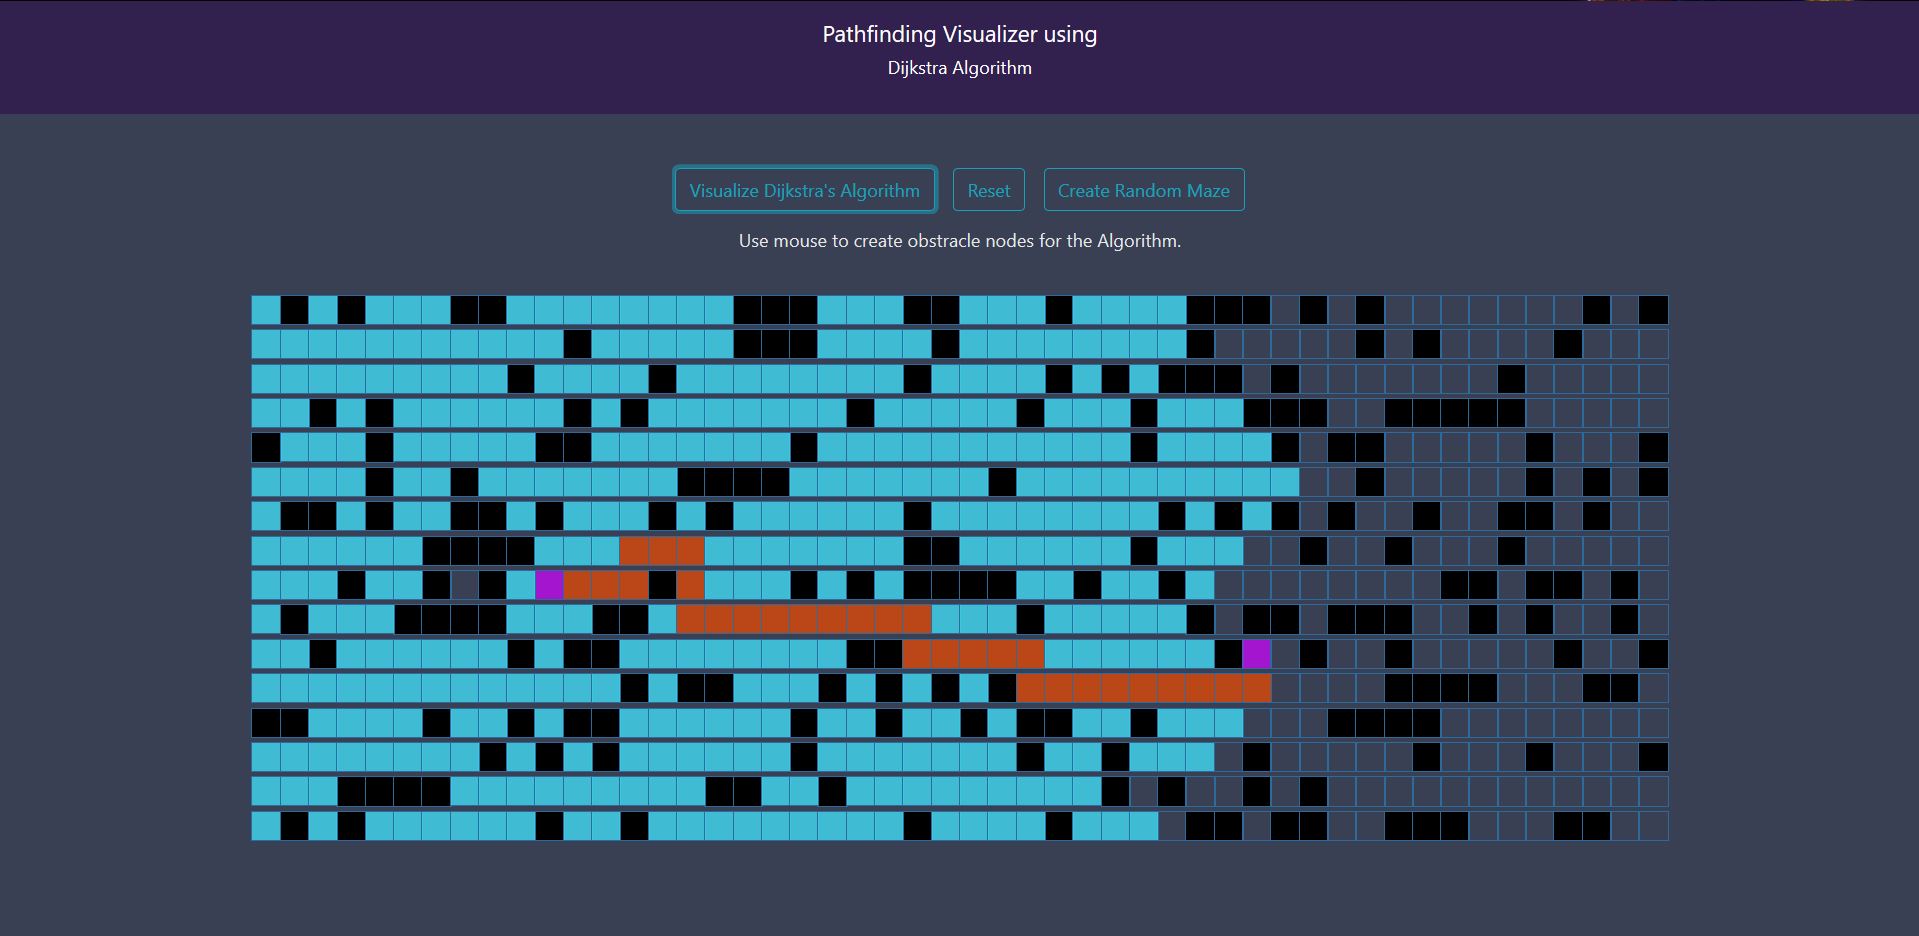 Pathfinding Visualizer using
Dijkstra Algorithm
Visualize Dijkstra's Algorithm
Reset
Create Random Maze
Use mouse to create obstracle nodes for the Algorithm.